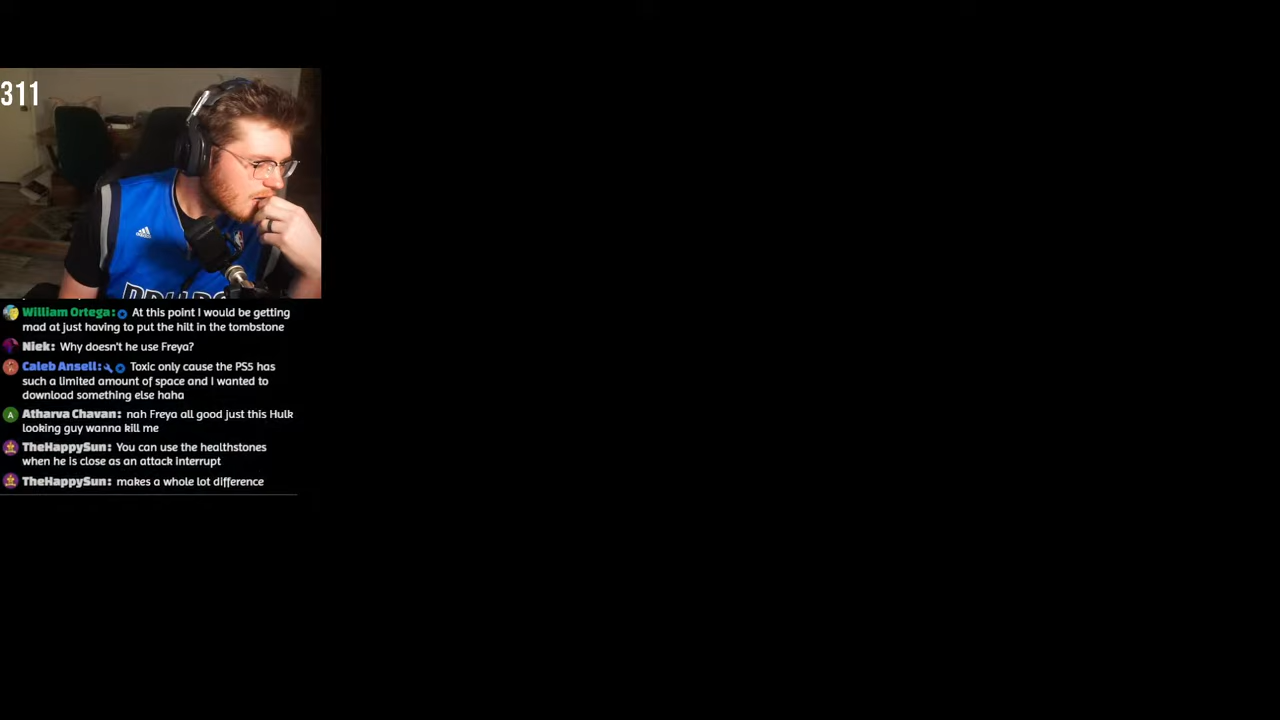 311
William Ortega: At this point I would be getting
mad at just having to put the hilt in the tombstone
Niek: Why doesn't he use Freya?
Caleb Ansell: Toxic only cause the PS5 has
such a limited amount of space and I wanted to
download something else haha
A Atharva Chavan: nah Freya all good just this Hulk
looking guy wanna kill me
TheHappySun: You can use the healthstones
when he is close as an attack interrupt
TheHappySun: makes a whole lot difference